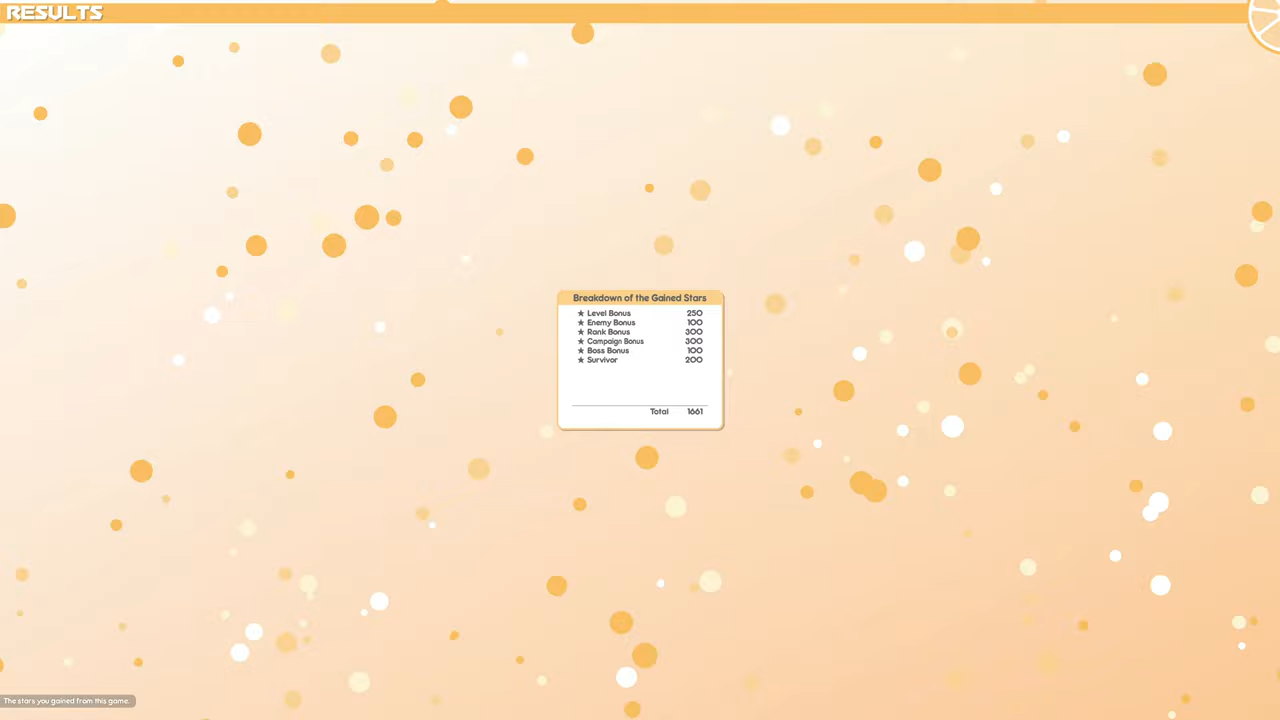 RESULTS
Breakdown of the Gained Stars
★ Level Bonus 250
★ Enemy Bonus 100
★ Rank Bonus 300
★ Campaign Bonus 300
★ Boss Bonus 100
★ Survivor 200
Total 1661
The stars you gained from this game.